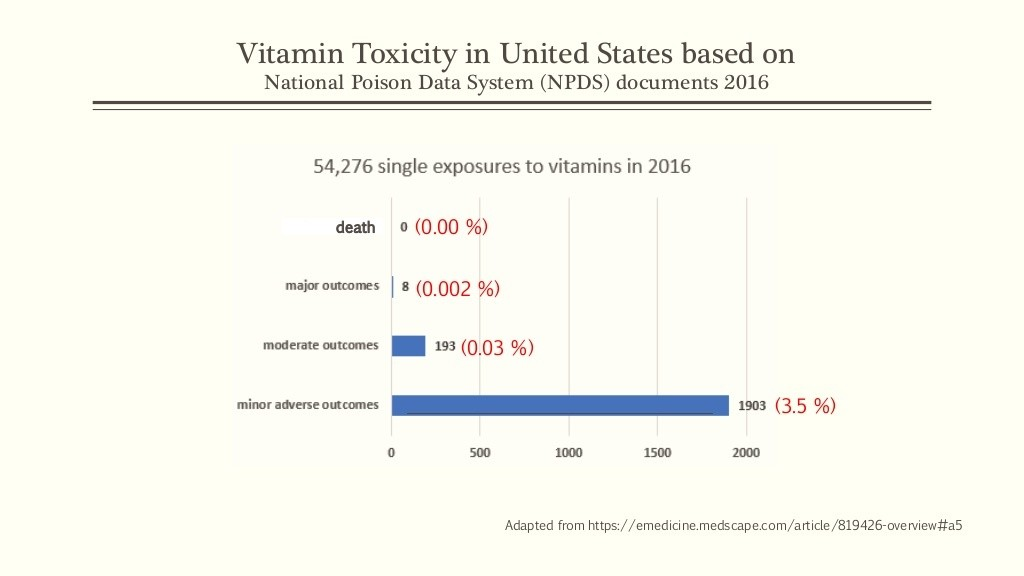 Vitamin Toxicity in United States based on
National Poison Data System (NPDS) documents 2016
54,276 single exposures to vitamins in 2016
death 0 (0.00 %)
major outcomes 8 (0.002 %)
moderate outcomes 193 (0.03 %)
minor adverse outcomes 1903 (3.5 %)
0 500 1000 1500 2000
Adapted from https://emedicine.medscape.com/article/819426-overview#a5